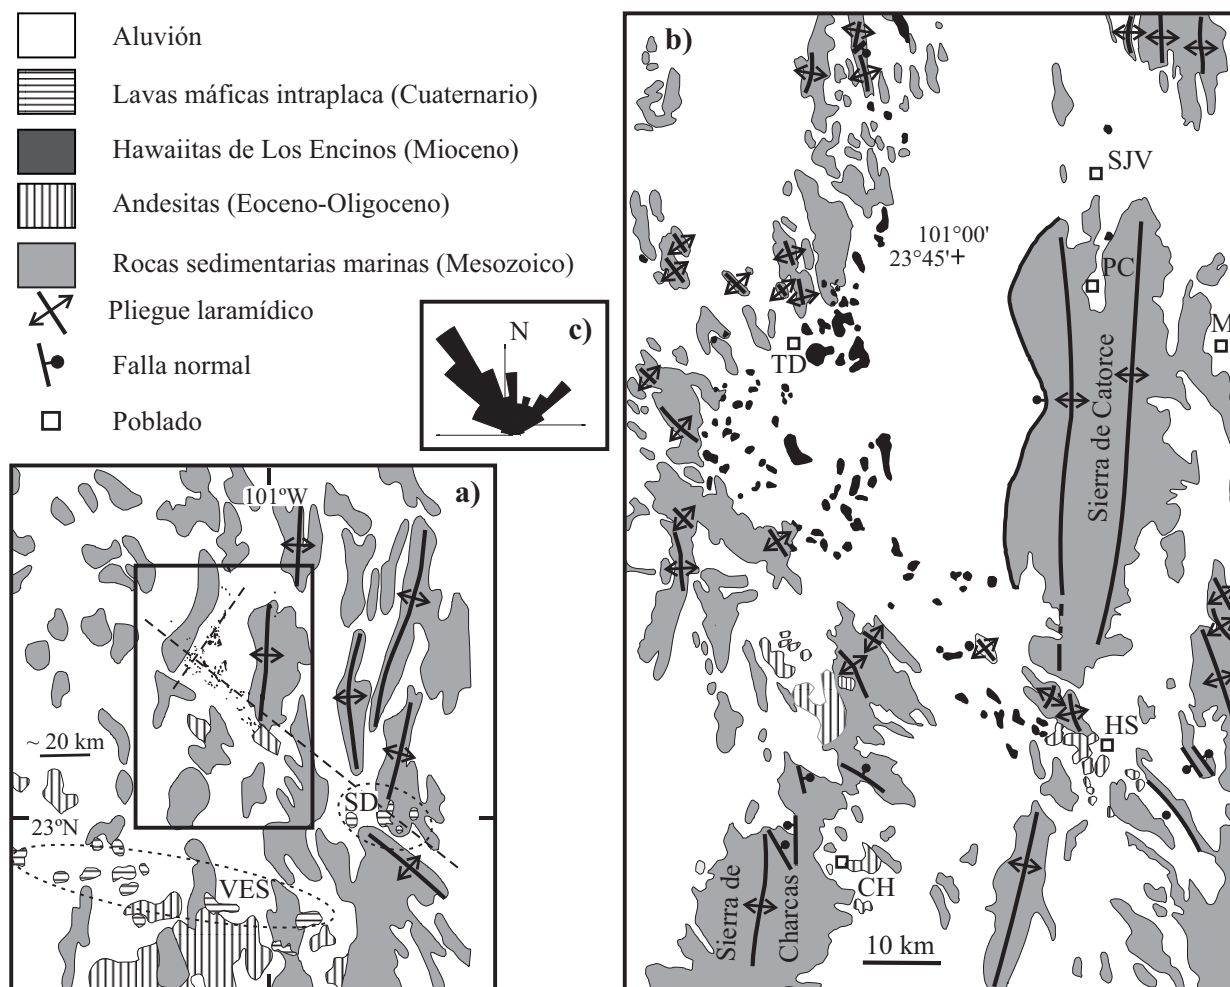 Aluvión
Lavas máficas intraplaca (Cuaternario)
Hawaiitas de Los Encinos (Mioceno)
Andesitas (Eoceno-Oligoceno)
Rocas sedimentarias marinas (Mesozoico)
Pliegue laramídico
Falla normal
Poblado
c)
N
a)
101ºW
~ 20 km
23ºN
SD
VES
b)
SJV
101°00'
23°45'+
PC
M
TD
Sierra de Catorce
HS
CH
Sierra de
Charcas
10 km